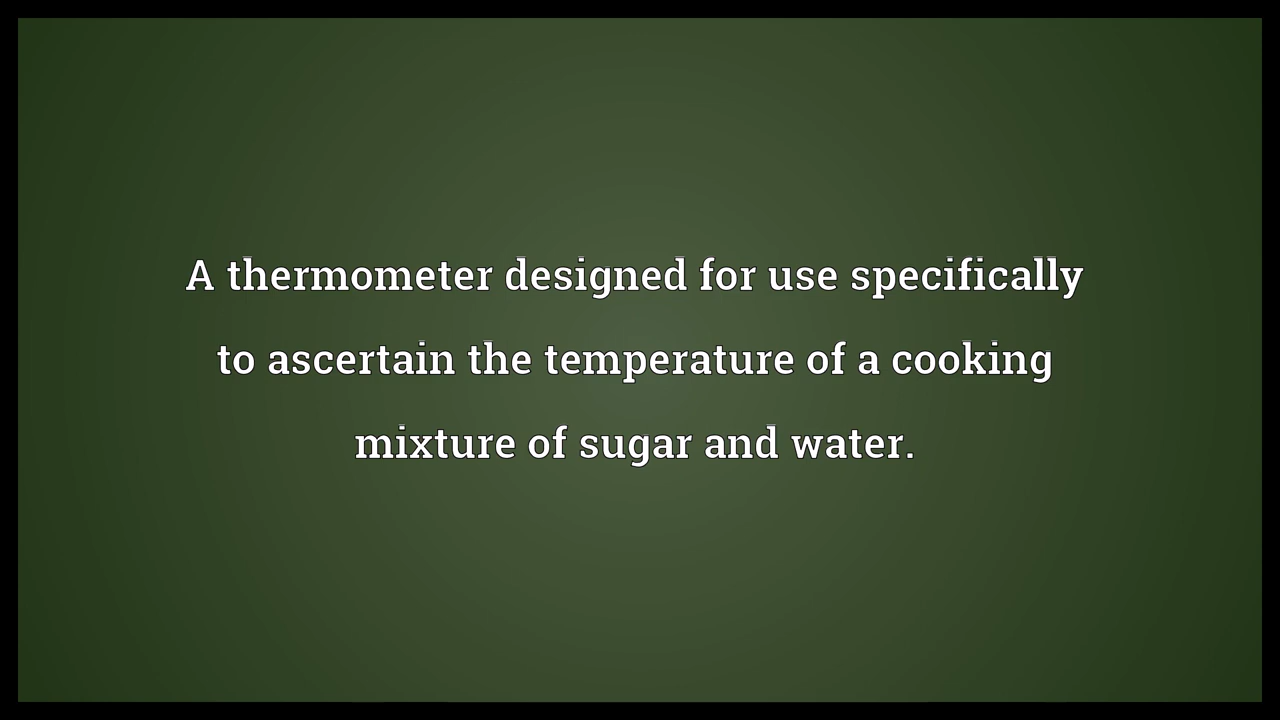 A thermometer designed for use specifically
to ascertain the temperature of a cooking
mixture of sugar and water.